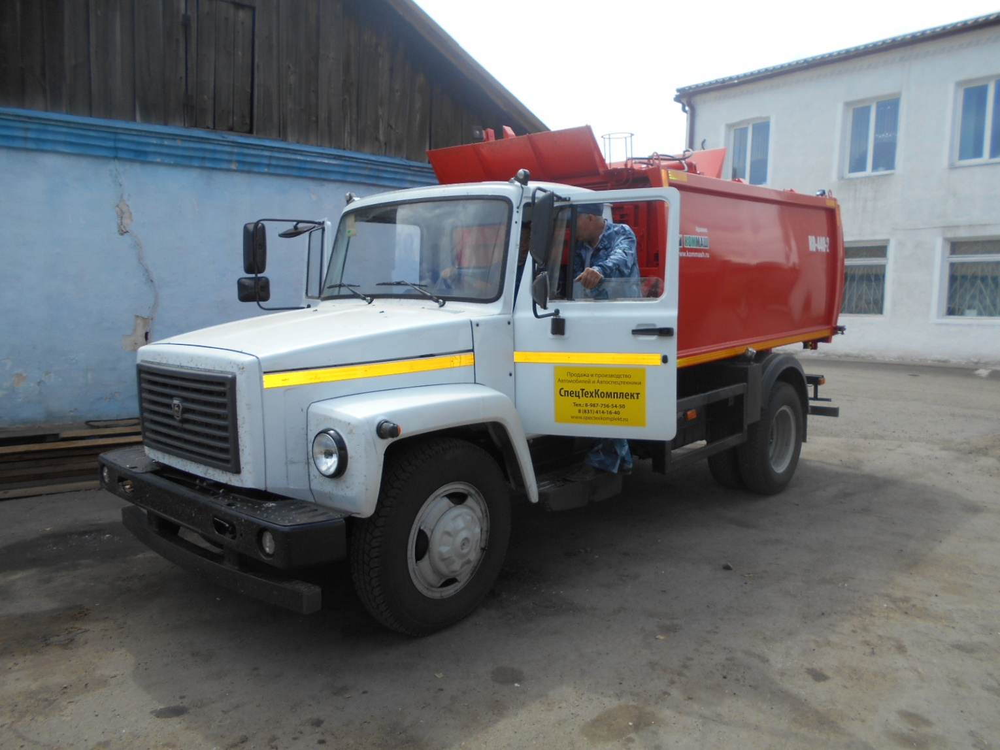 Продажа и производство
Автомобилей и Автоспецтехники
СпецТехКомплект
Тел.: 8-987-756-54-50
8 (831) 414-16-40
www.spectexkomplekt.ru
КОММАШ
www.kommash.ru
КО-440-2